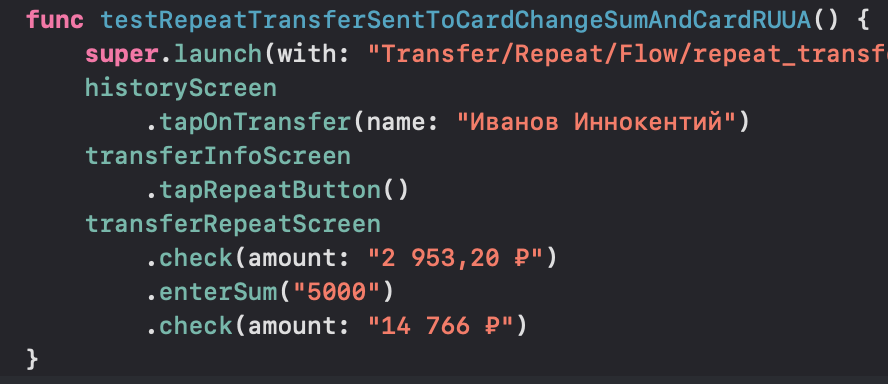 func testRepeatTransferSentToCardChangeSumAndCardRUUA() {
super.launch(with: "Transfer/Repeat/Flow/repeat_transf
historyScreen
.tapOnTransfer(name: "Иванов Иннокентий")
transferInfoScreen
.tapRepeatButton()
transferRepeatScreen
.check(amount: "2 953,20 ₽")
.enterSum("5000")
.check(amount: "14 766 ₽")
}